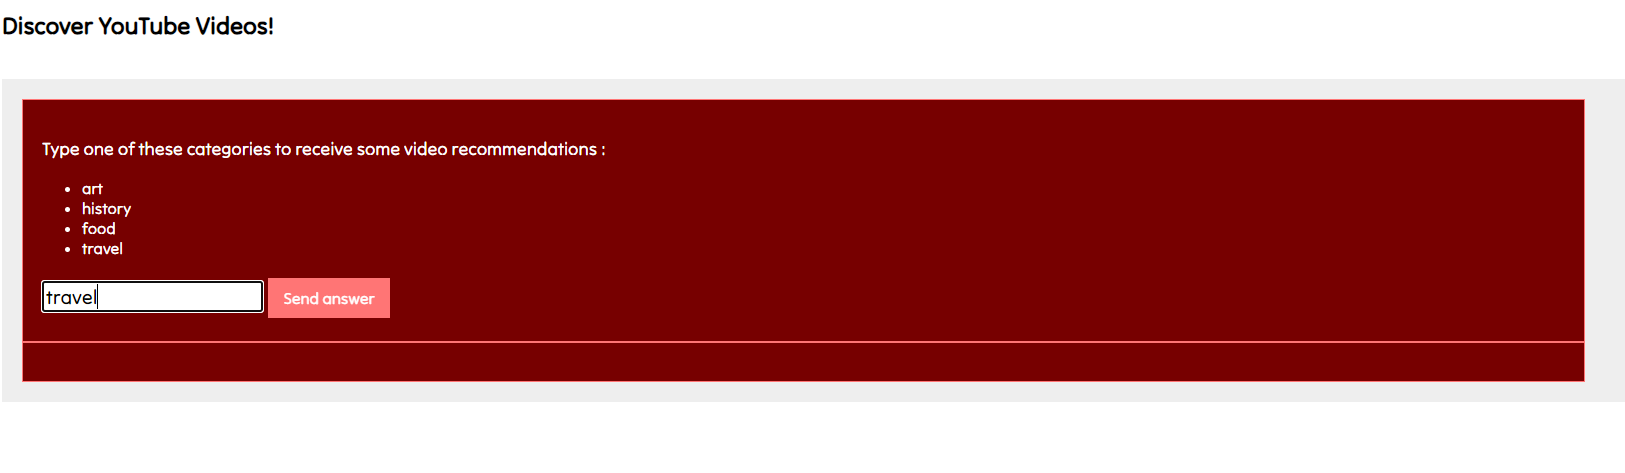 Discover YouTube Videos!
Type one of these categories to receive some video recommendations :
art
history
food
travel
travel
Send answer